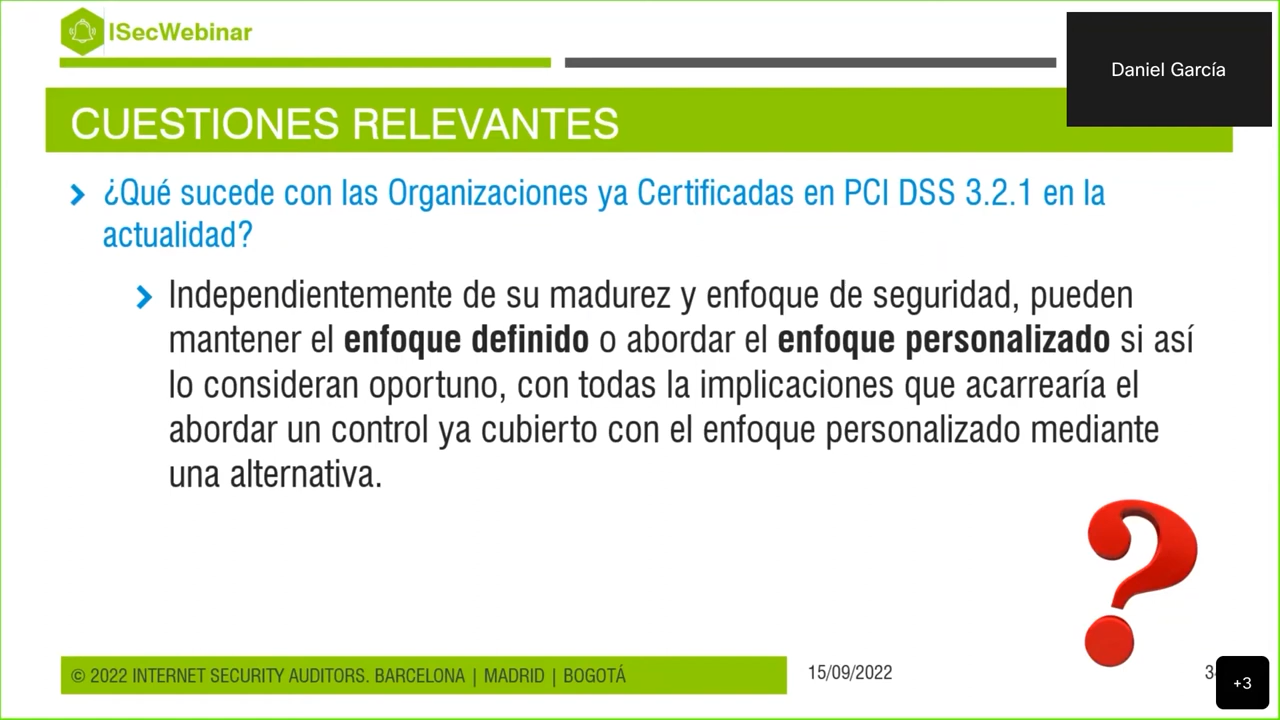 ISecWebinar
Daniel García
CUESTIONES RELEVANTES
¿Qué sucede con las Organizaciones ya Certificadas en PCI DSS 3.2.1 en la
actualidad?
Independientemente de su madurez y enfoque de seguridad, pueden
mantener el enfoque definido o abordar el enfoque personalizado si así
lo consideran oportuno, con todas la implicaciones que acarrearía el
abordar un control ya cubierto con el enfoque personalizado mediante
una alternativa.
© 2022 INTERNET SECURITY AUDITORS. BARCELONA | MADRID | BOGOTÁ
15/09/2022
+3